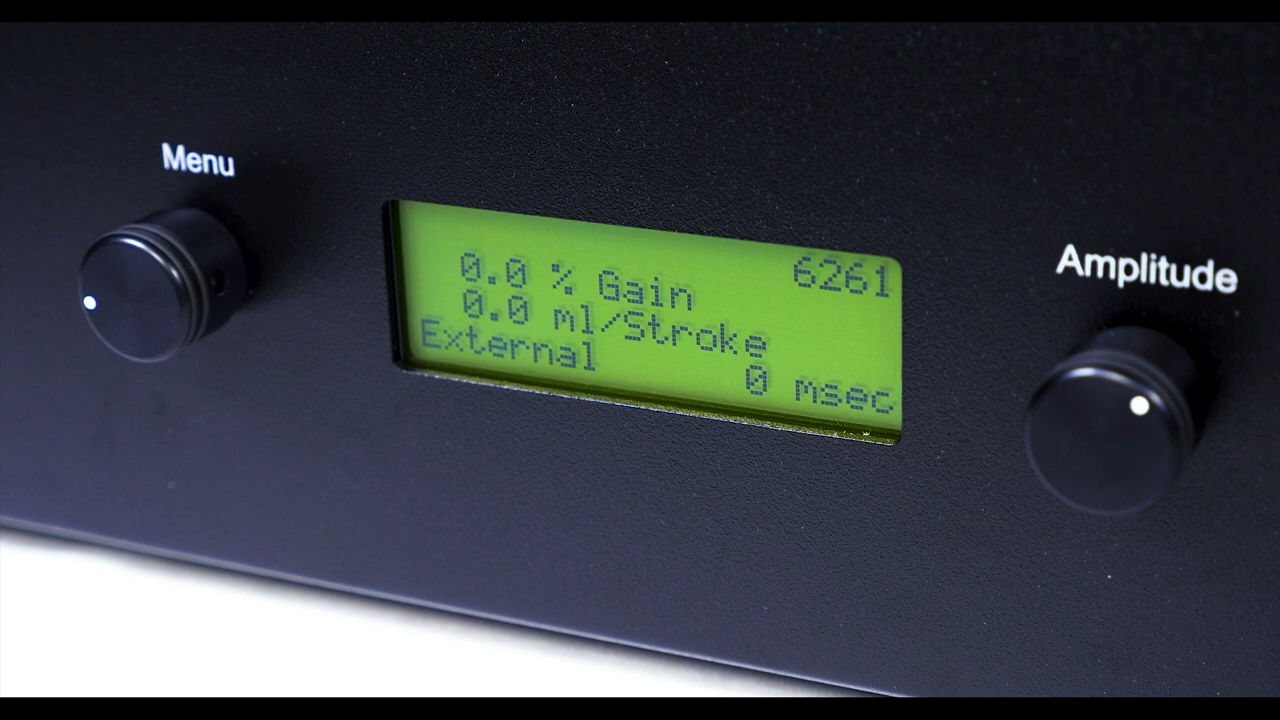 Menu
6261
0.0 % Gain
0.0 ml/Stroke
External
0 msec
Amplitude